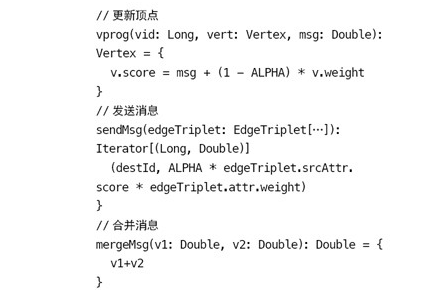 // 更新顶点
vprog(vid: Long, vert: Vertex, msg: Double):
Vertex = {
v.score = msg + (1 - ALPHA) * v.weight
}
// 发送消息
sendMsg(edgeTriplet: EdgeTriplet[…]):
Iterator[(Long, Double)]
(destId, ALPHA * edgeTriplet.srcAttr.
score * edgeTriplet.attr.weight)
}
// 合并消息
mergeMsg(v1: Double, v2: Double): Double = {
v1+v2
}